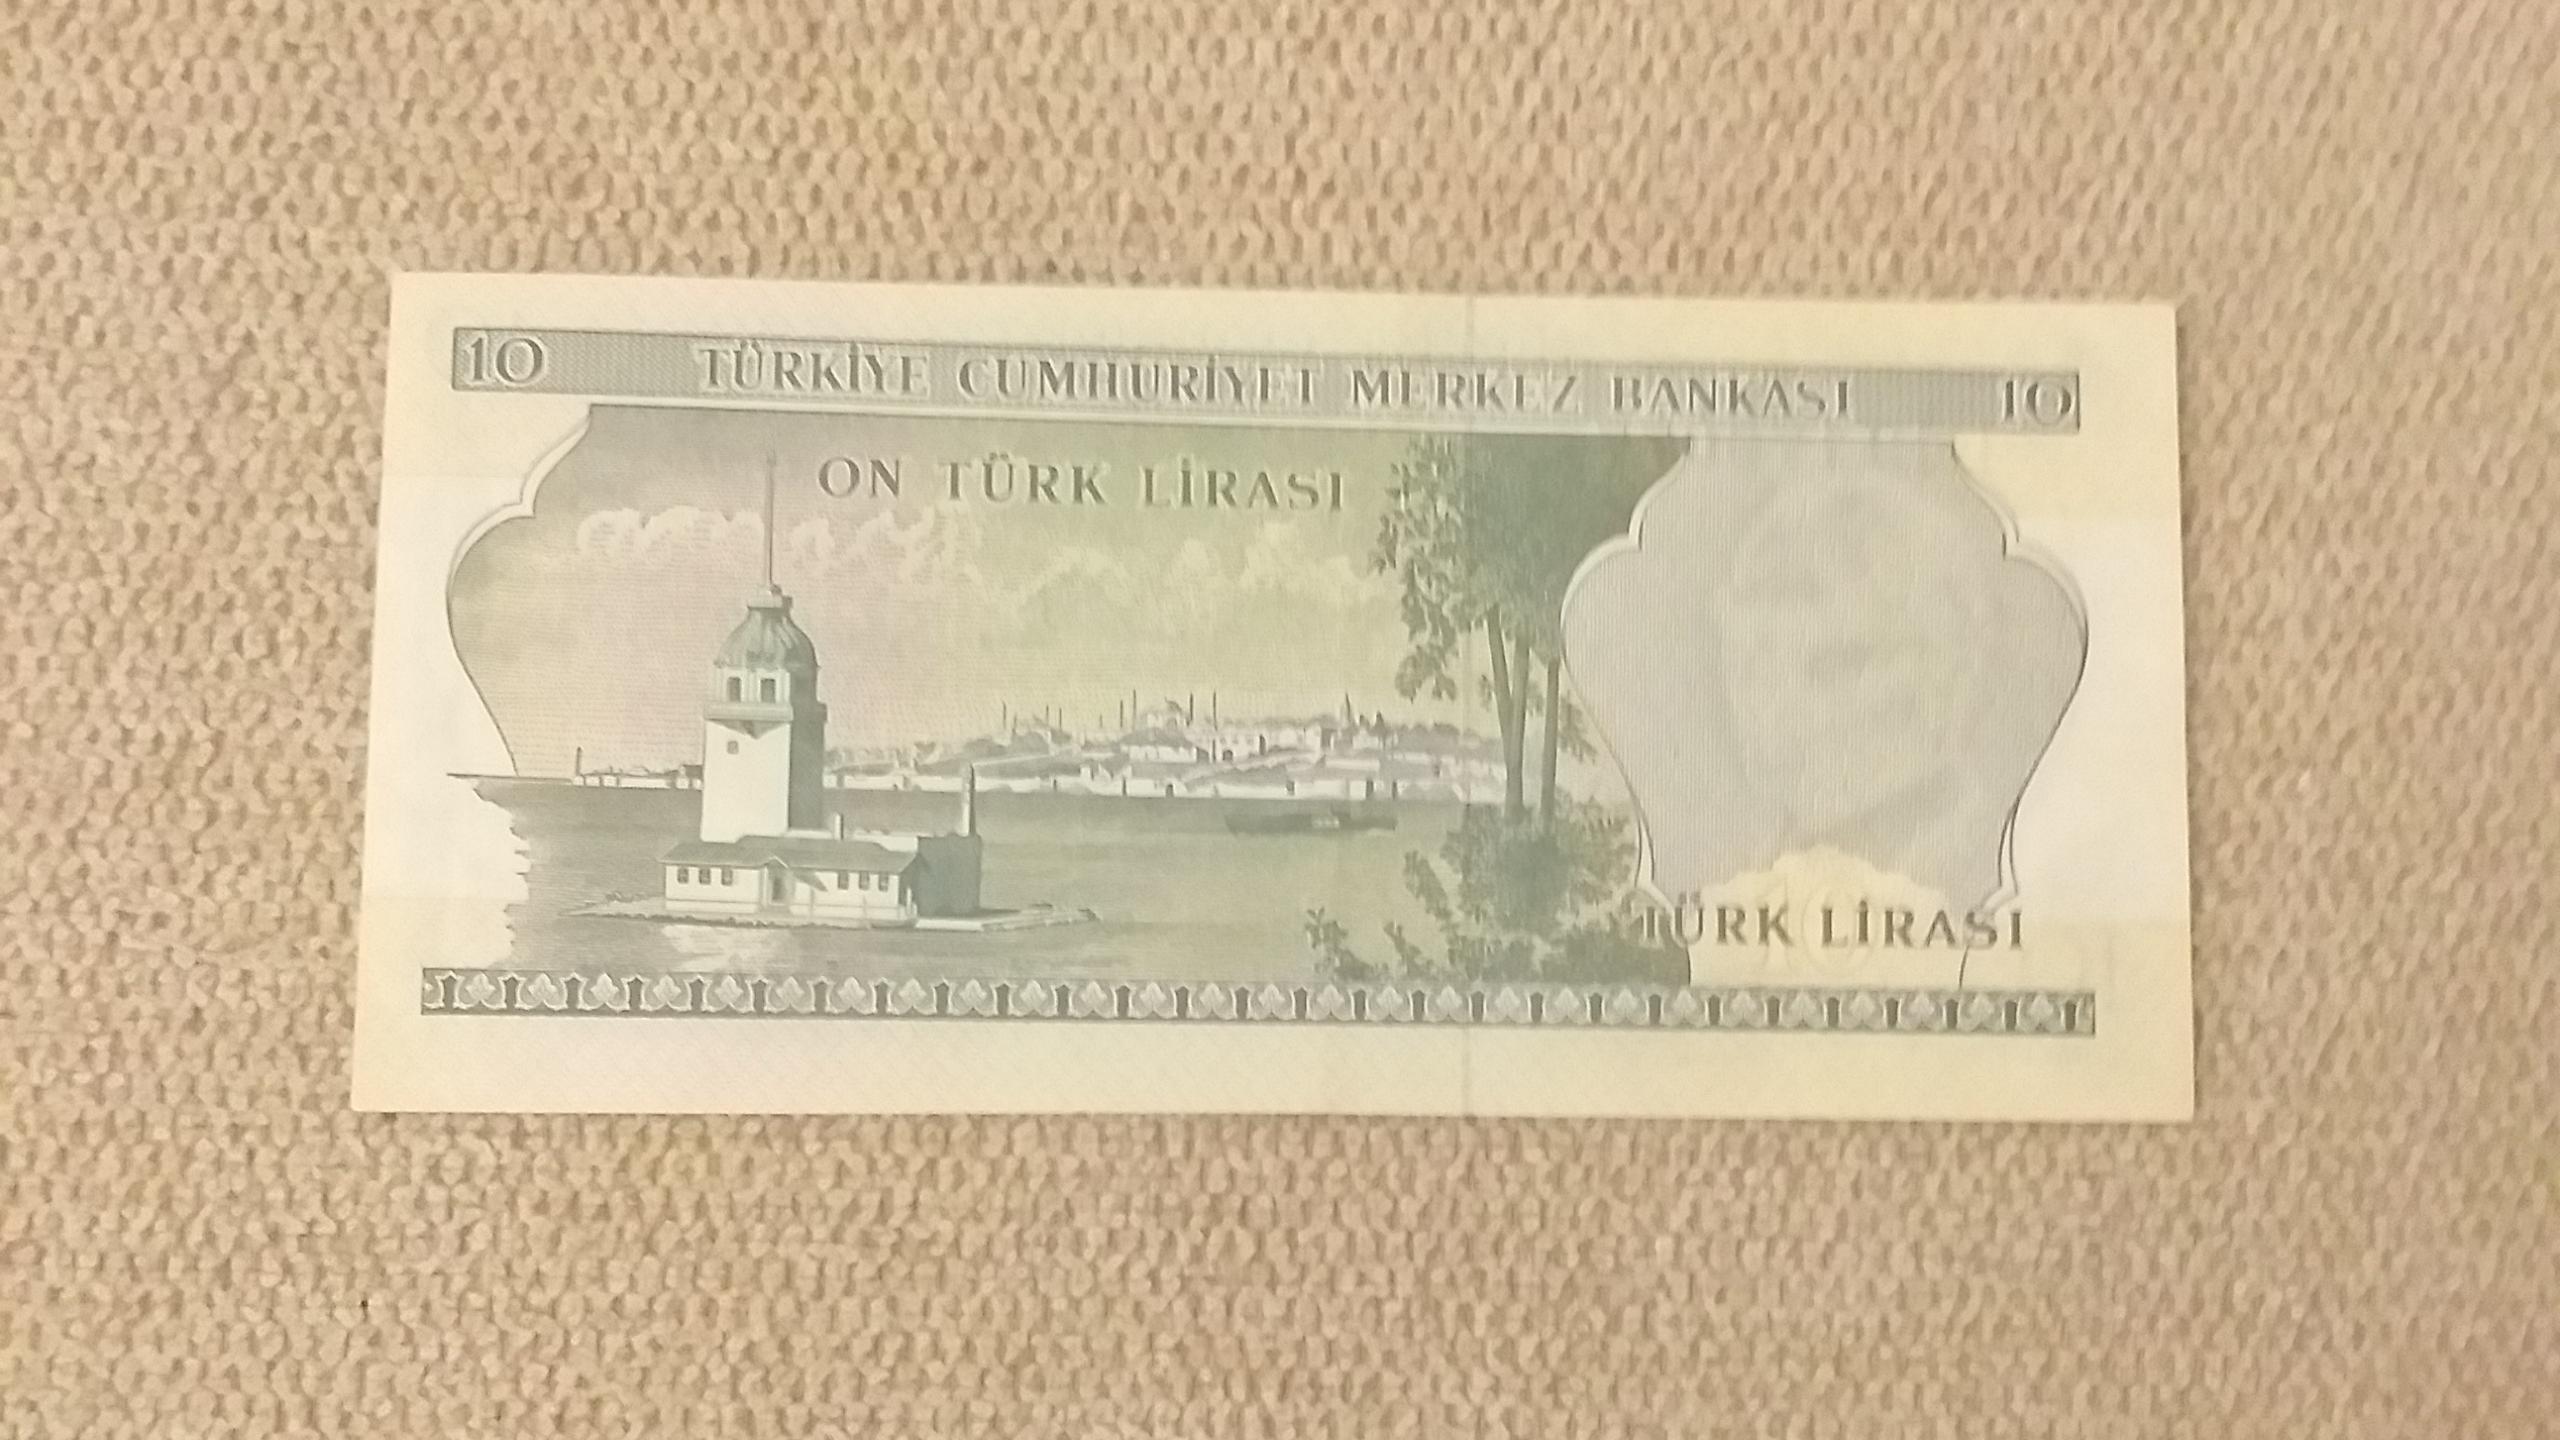 10 TÜRKİYE CUMHURİYET MERKEZ BANKASI 10
ON TÜRK LİRASI
TÜRK LİRASI